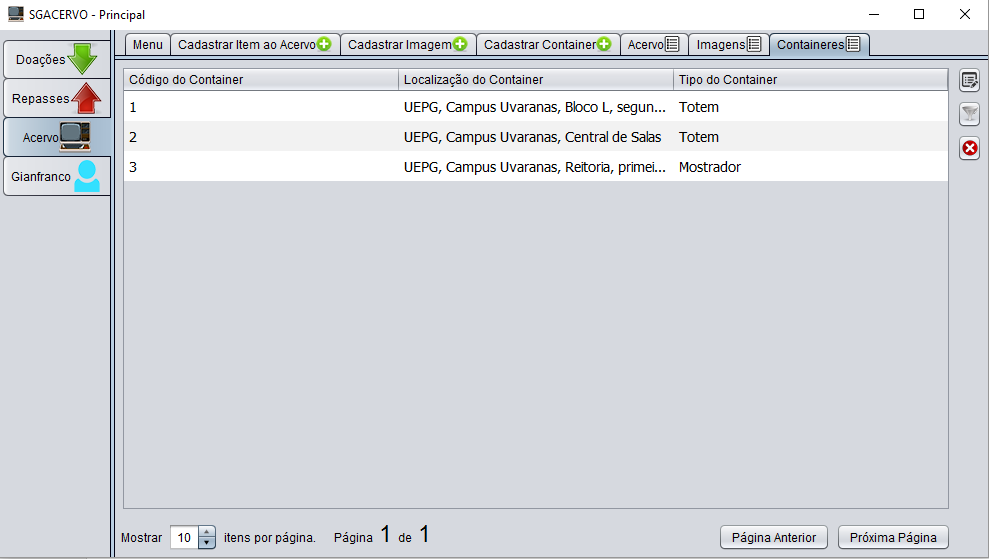 SGACERVO - Principal
Doações
Repasses
Acervo
Gianfranco
Menu Cadastrar Item ao Acervo Cadastrar Imagem Cadastrar Container Acervo Imagens Containeres
Código do Container Localização do Container Tipo do Container
1 UEPG, Campus Uvaranas, Bloco L, segun... Totem
2 UEPG, Campus Uvaranas, Central de Salas Totem
3 UEPG, Campus Uvaranas, Reitoria, primei... Mostrador
Mostrar 10 itens por página. Página 1 de 1 Página Anterior Próxima Página